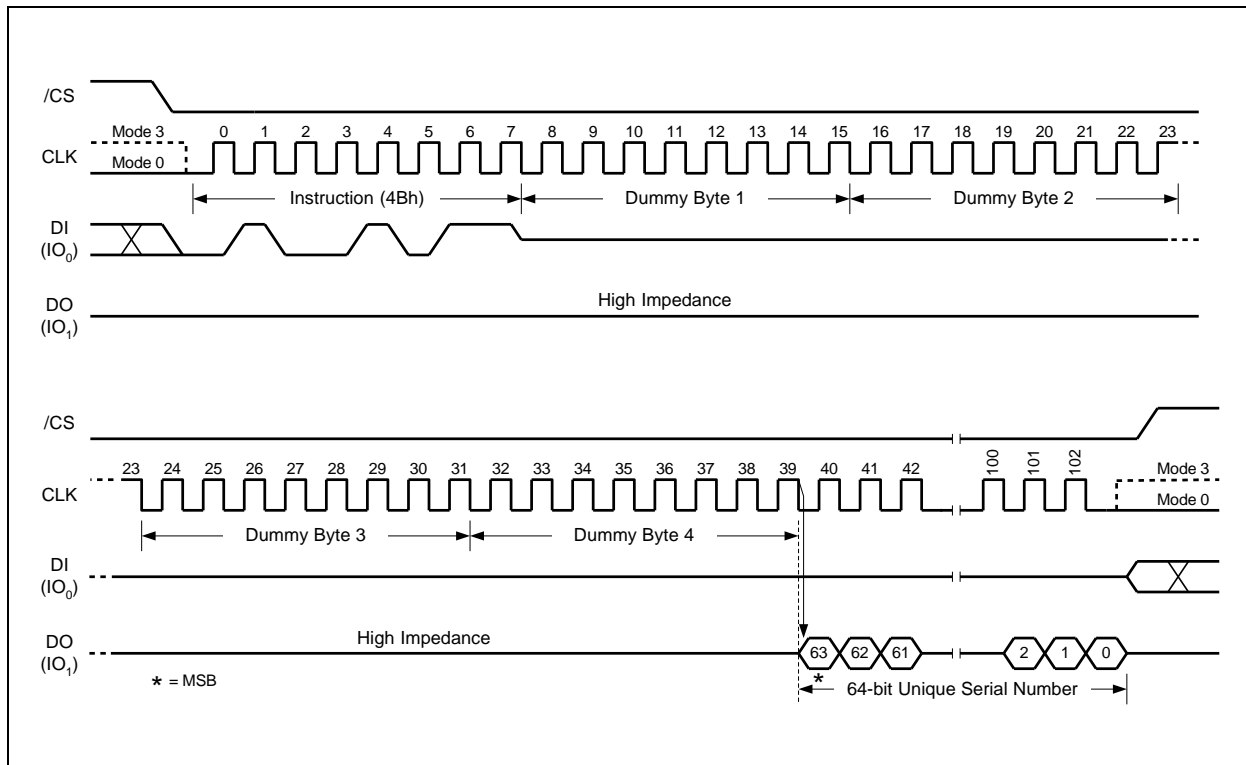 /CS
Mode 3
0 1 2 3 4 5 6 7 8 9 10 11 12 13 14 15 16 17 18 19 20 21 22 23
CLK
Mode 0
Instruction (4Bh) Dummy Byte 1 Dummy Byte 2
DI
(IO0)
High Impedance
DO
(IO1)
/CS
23 24 25 26 27 28 29 30 31 32 33 34 35 36 37 38 39 40 41 42 100 101 102
Mode 3
CLK
Mode 0
Dummy Byte 3 Dummy Byte 4
DI
(IO0)
High Impedance
DO
(IO1)
63 62 61 2 1 0
* = MSB
*
64-bit Unique Serial Number